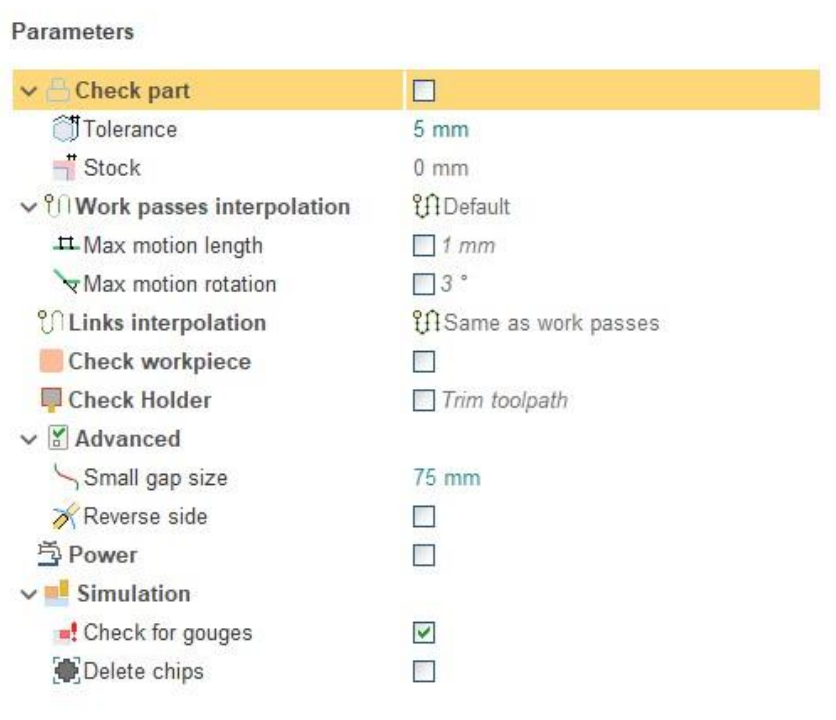 Parameters
Check part
Tolerance 5 mm
Stock 0 mm
Work passes interpolation Default
Max motion length 1 mm
Max motion rotation 3 °
Links interpolation Same as work passes
Check workpiece
Check Holder Trim toolpath
Advanced
Small gap size 75 mm
Reverse side
Power
Simulation
Check for gouges
Delete chips